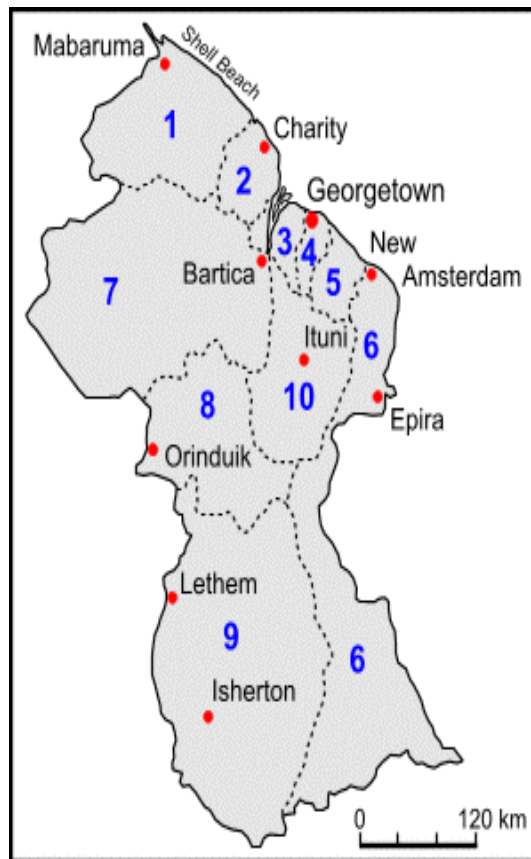 Mabaruma
Shell Beach
1
Charity
2
Georgetown
3
4
New
Amsterdam
Bartica
5
7
Ituni
6
10
8
Epira
Orinduik
Lethem
9
6
Isherton
0
120 km